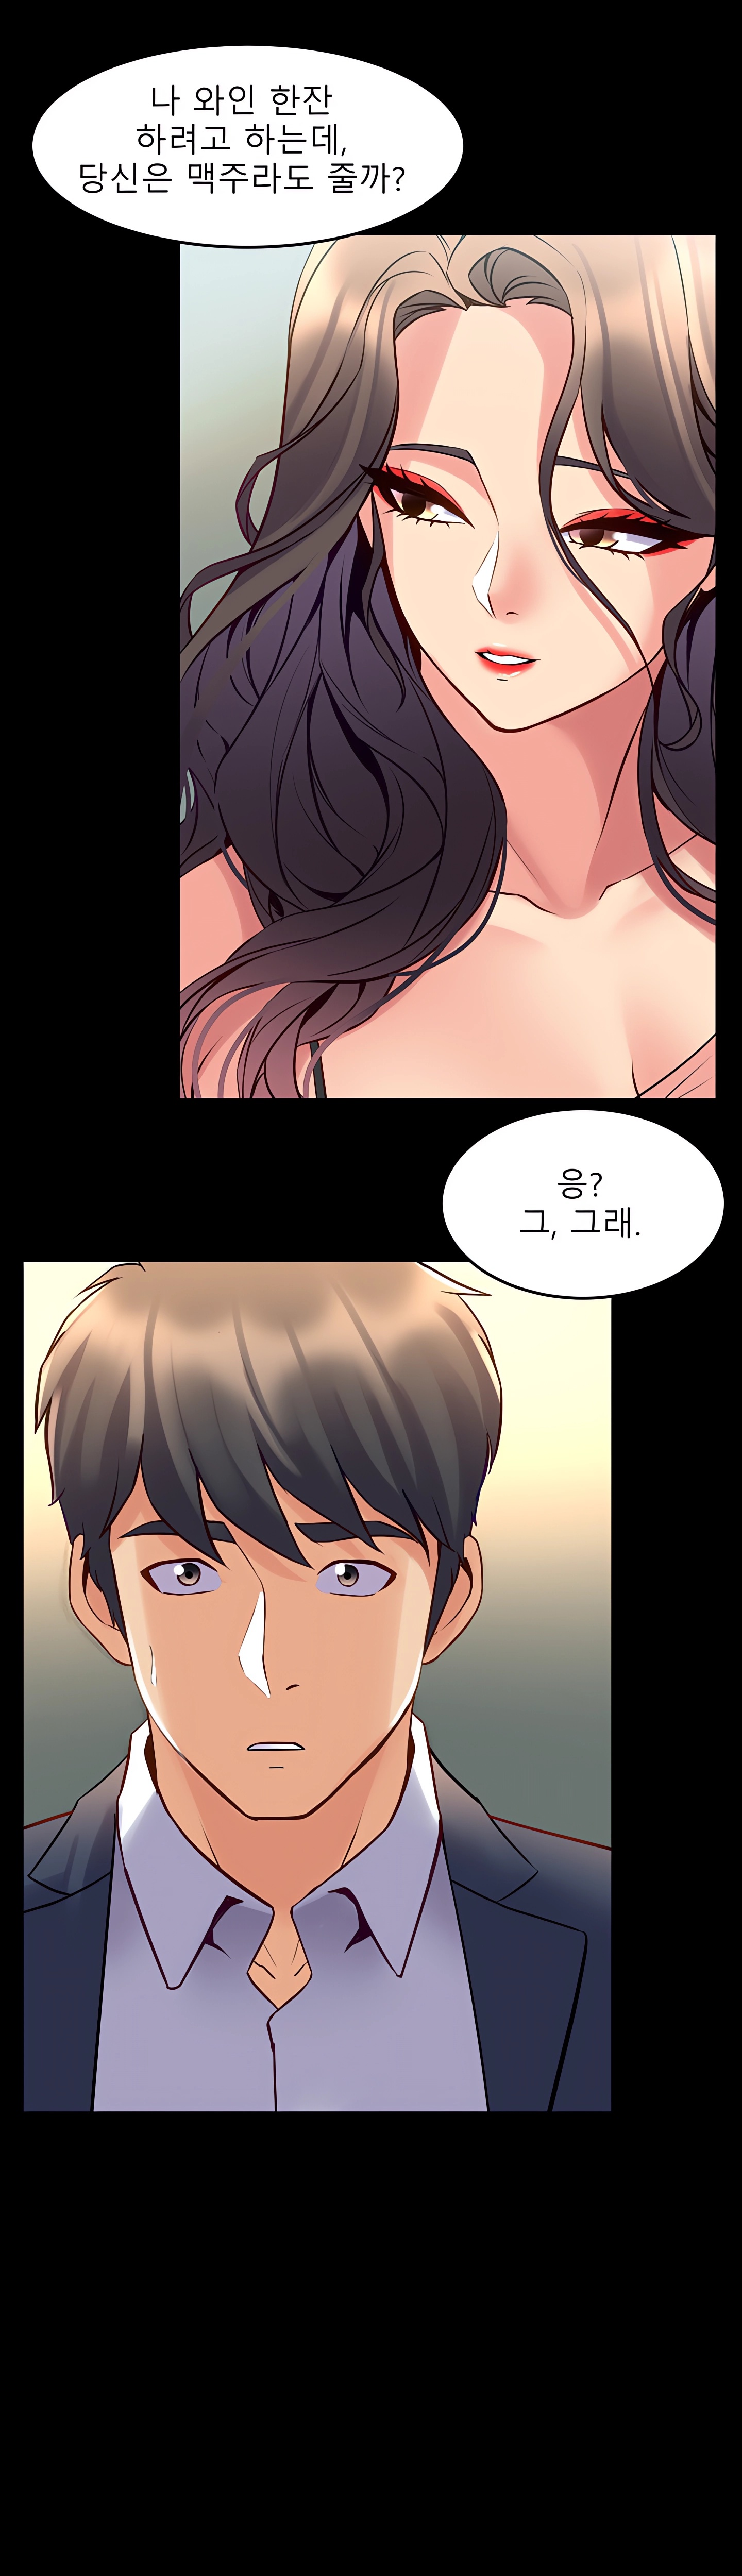 나 와인 한잔
하려고 하는데,
당신은 맥주라도 줄까?
응?
그, 그래.